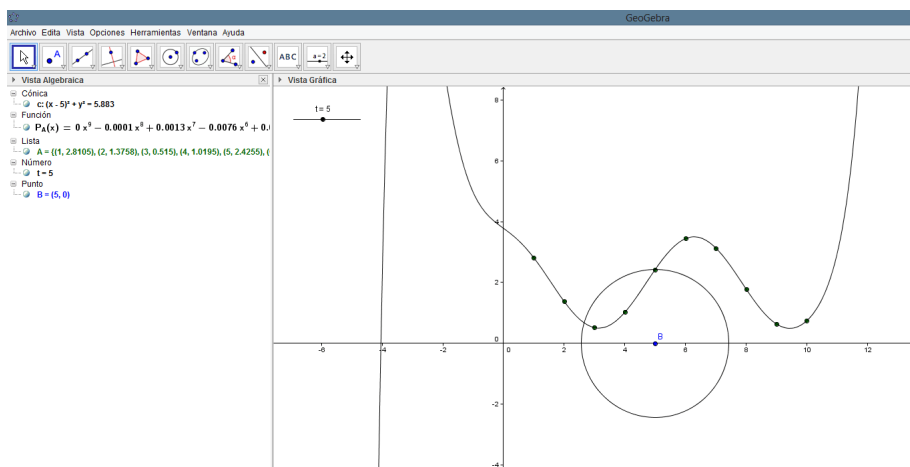 GeoGebra
Archivo Edita Vista Opciones Herramientas Ventana Ayuda
A
α
ABC
a=2
Vista Algebraica
Vista Gráfica
Cónica
c: (x - 5)² + y² = 5.883
Función
P_A(x) = 0 x⁹ − 0.0001 x⁸ + 0.0013 x⁷ − 0.0076 x⁶ + 0.
Lista
A = {(1, 2.8105), (2, 1.3758), (3, 0.515), (4, 1.0195), (5, 2.4255), (
Número
t = 5
Punto
B = (5, 0)
t = 5
8
6
4
2
0
-2
-4
-6 -4 -2 0 2 4 6 8 10 12
B